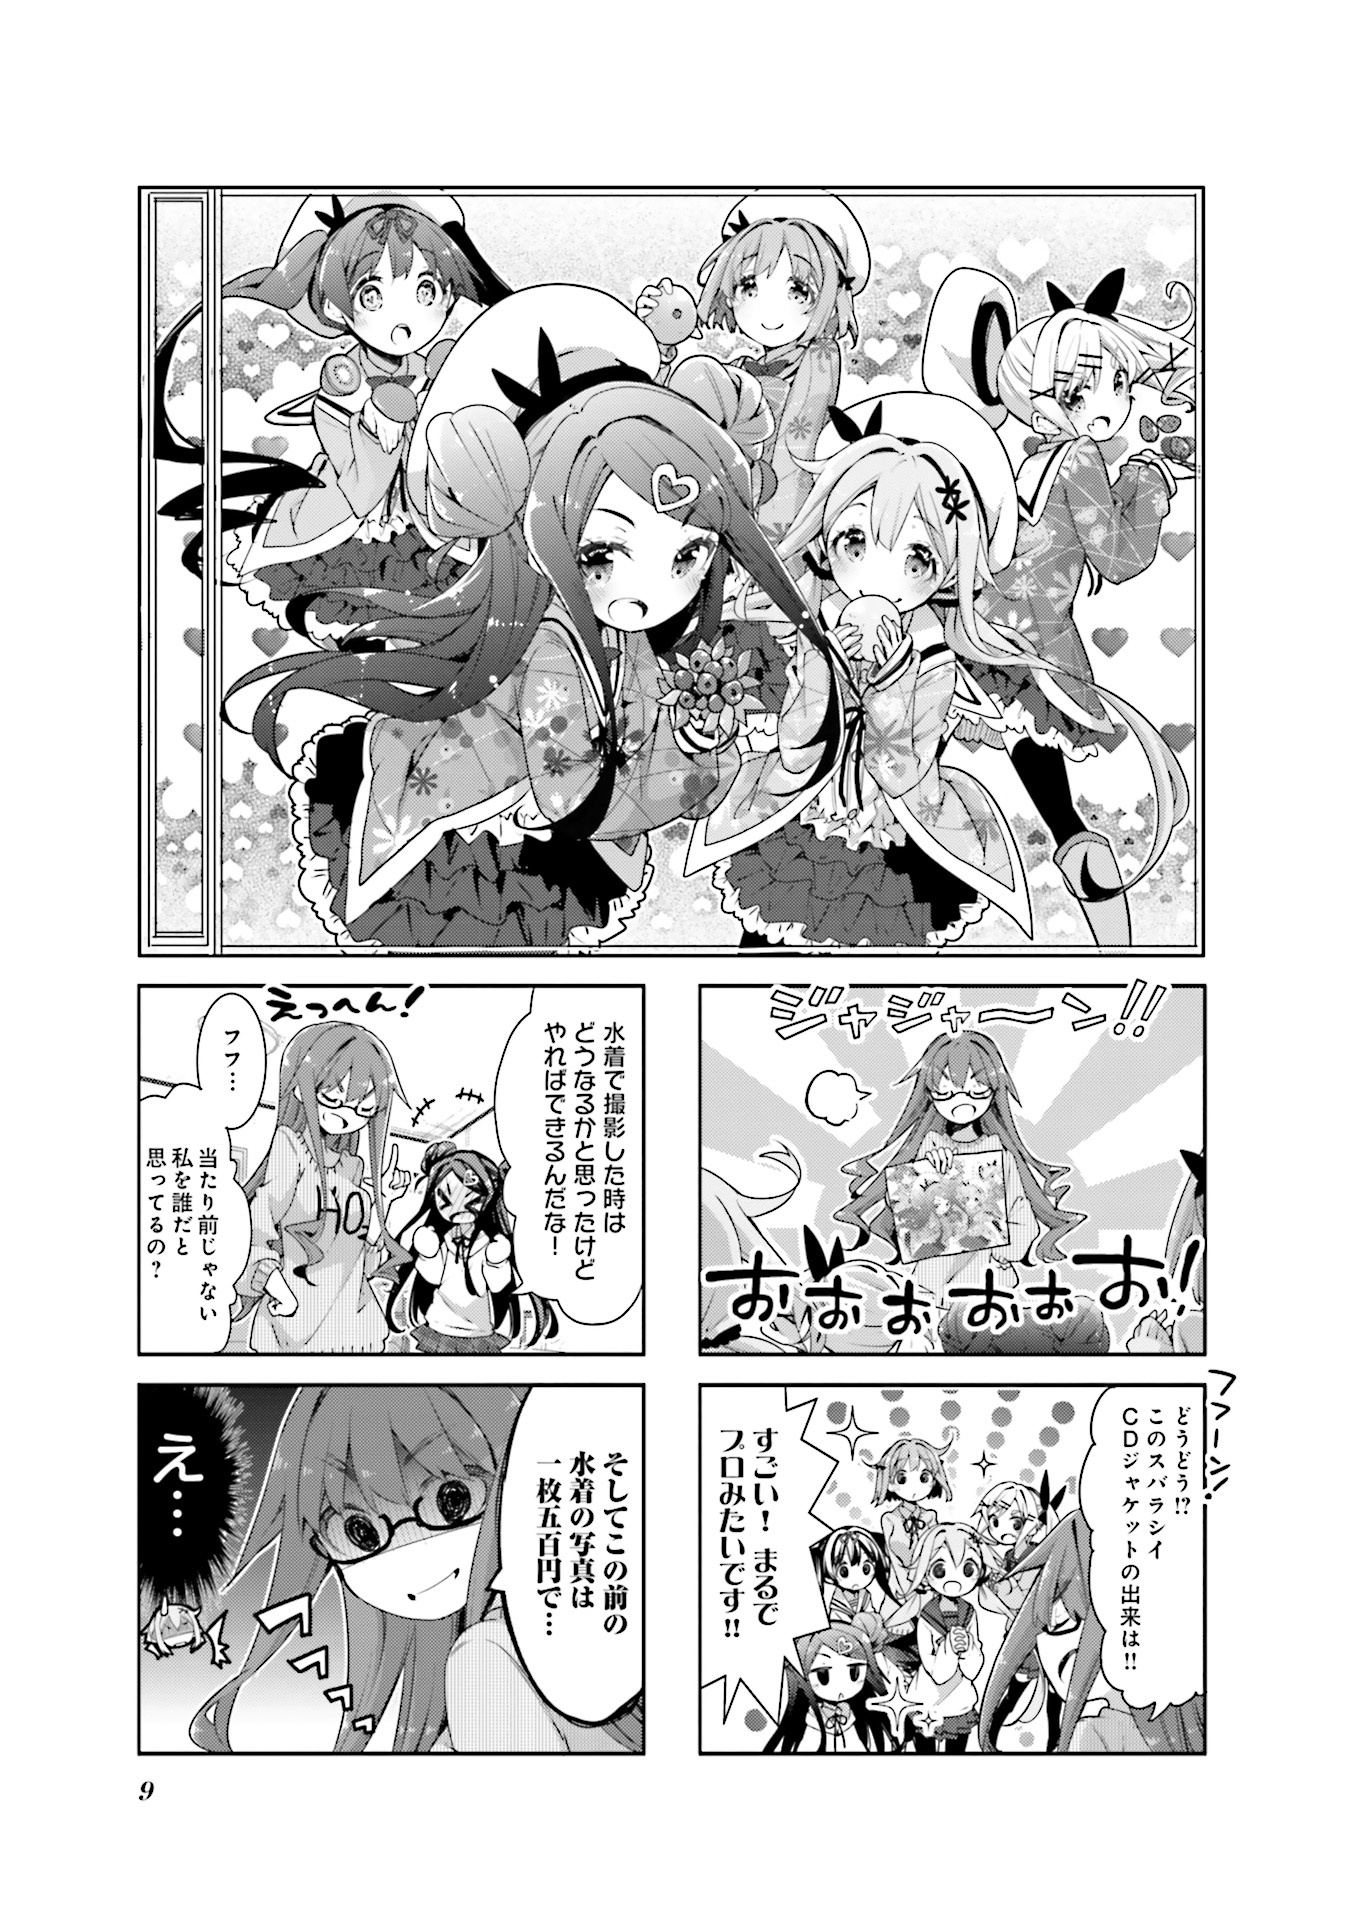 ジャジャ〜ン!!
おおおおおお!
フフーン!
どうどう!?
このスバラシイ
CDジャケットの出来は!!
すごい! まるで
プロみたいです!!
水着で撮影した時は
どうなるかと思ったけど
やればできるんだな!
えっへん!
フフ…
当たり前じゃない
私を誰だと
思ってるの?
HO
そしてこの前の
水着の写真は
一枚五百円で…
え…
9